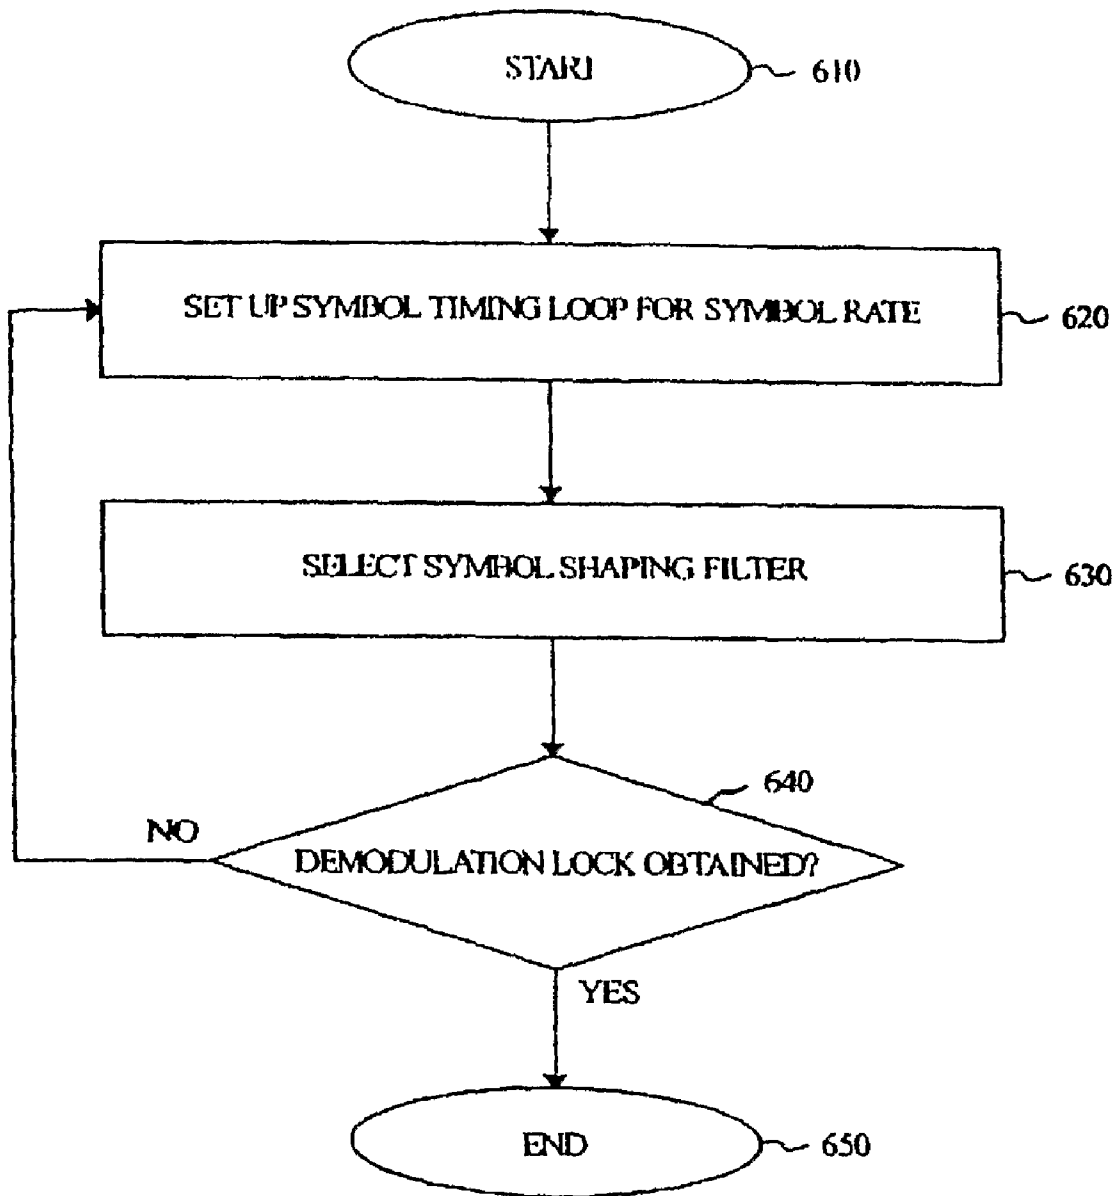 START
610
SET UP SYMBOL TIMING LOOP FOR SYMBOL RATE
620
SELECT SYMBOL SHAPING FILTER
630
640
NO
DEMODULATION LOCK OBTAINED?
YES
END
650